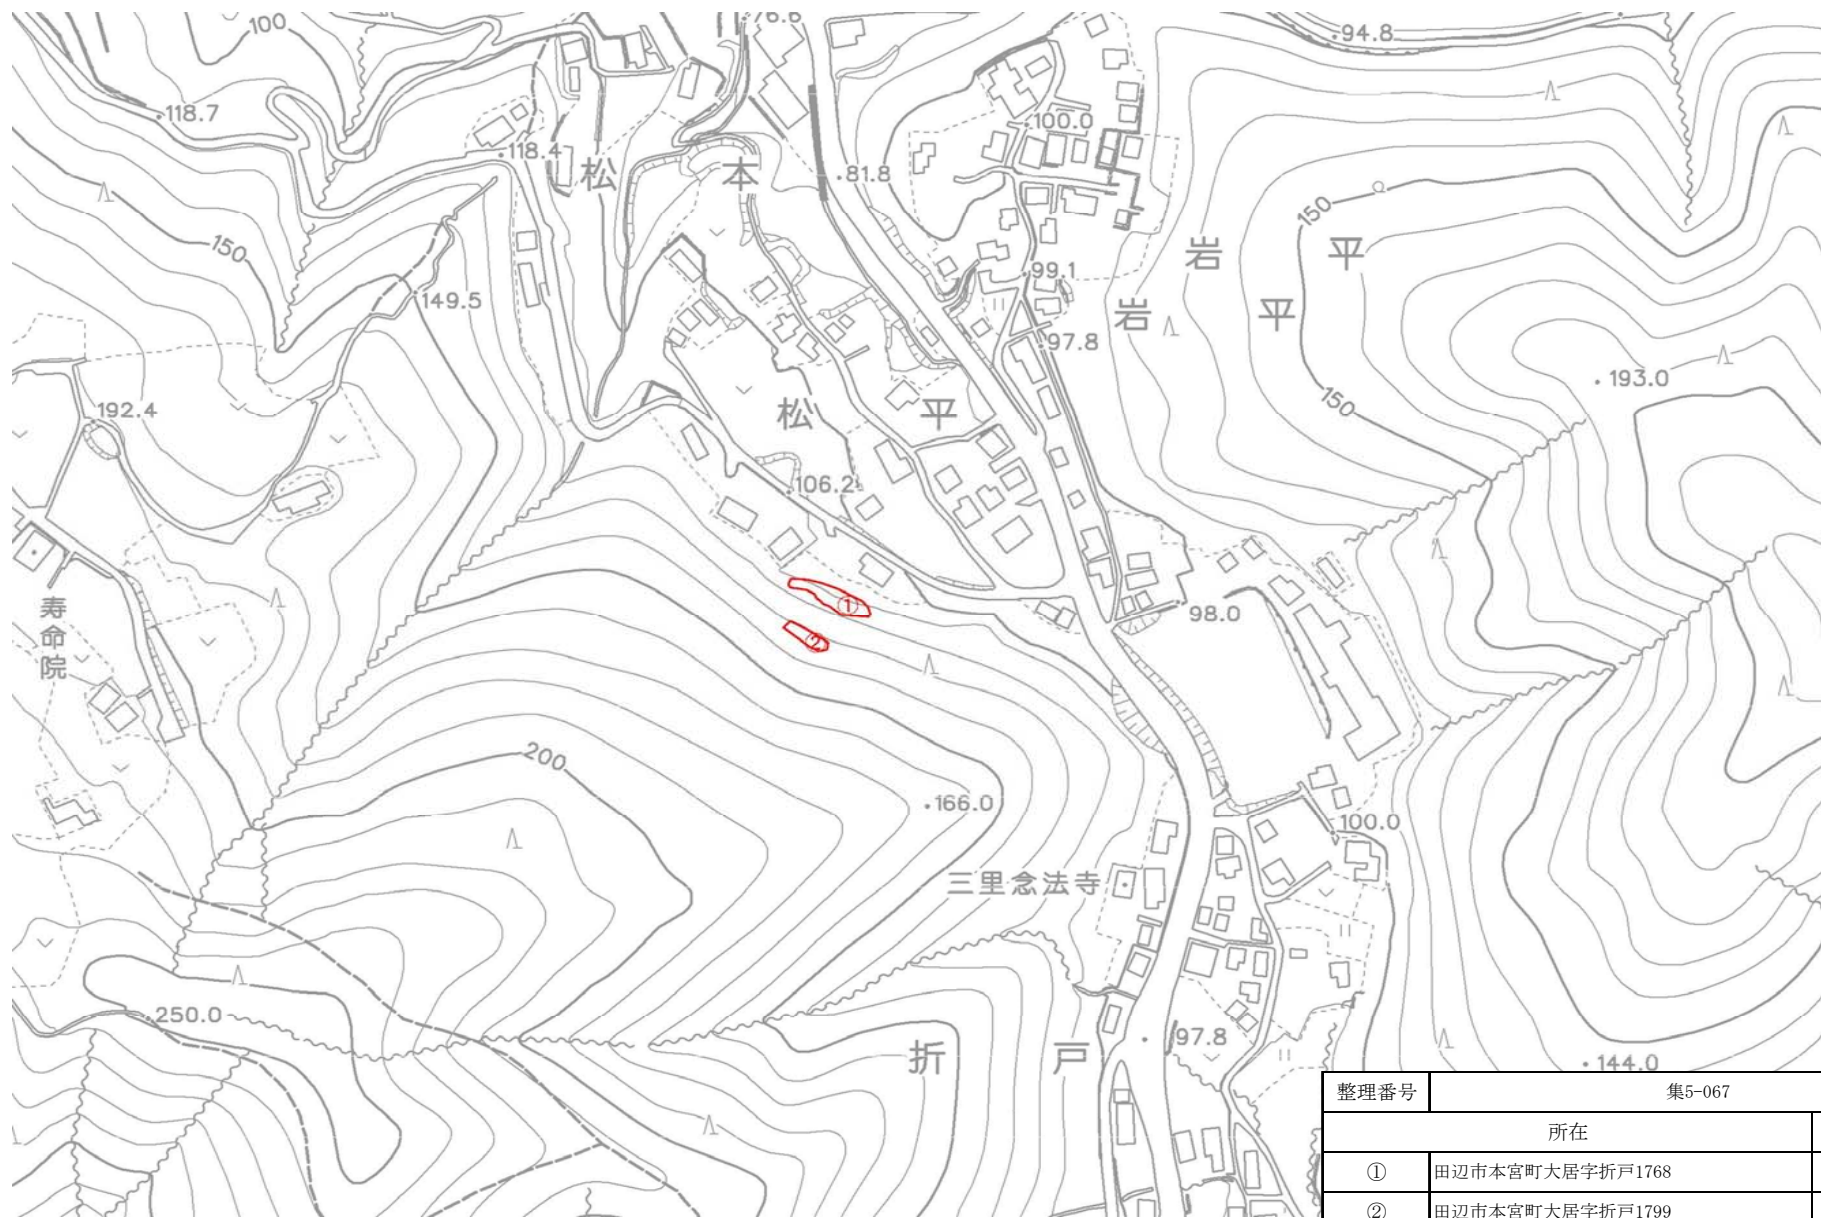 100
76.6
94.8
118.7
100.0
118.4
松 本
81.8
150
150
岩 平
99.1
149.5
岩 平
97.8
193.0
192.4
150
松 平
106.2
①
寿命院
98.0
②
200
166.0
100.0
三里念法寺
250.0
97.8
折 戸
144.0
整理番号 集5-067
所在
① 田辺市本宮町大居字折戸1768
② 田辺市本宮町大居字折戸1799